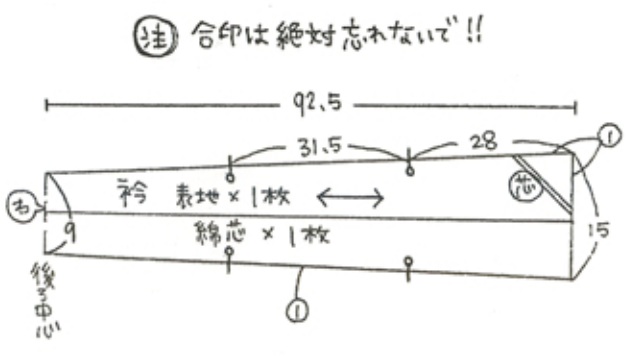 注 合印は絶対忘れないで!!
92.5
31.5
28
①
衿 表地×1枚
芯
わ
9
綿芯×1枚
15
後ろ中心
①